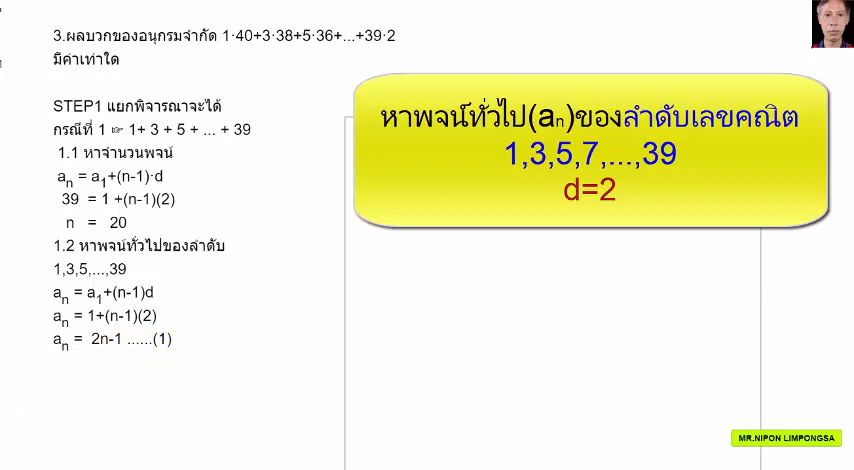 3.ผลบวกของอนุกรมจำกัด 1·40+3·38+5·36+...+39·2
มีค่าเท่าใด
STEP1 แยกพิจารณาจะได้
กรณีที่ 1 ☞ 1+ 3 + 5 + ... + 39
1.1 หาจำนวนพจน์
aₙ = a₁+(n-1)·d
39 = 1 +(n-1)(2)
n = 20
1.2 หาพจน์ทั่วไปของลำดับ
1,3,5,...,39
aₙ = a₁+(n-1)d
aₙ = 1+(n-1)(2)
aₙ = 2n-1 ......(1)
หาพจน์ทั่วไป(aₙ)ของลำดับเลขคณิต
1,3,5,7,...,39
d=2
MR.NIPON LIMPONGSA